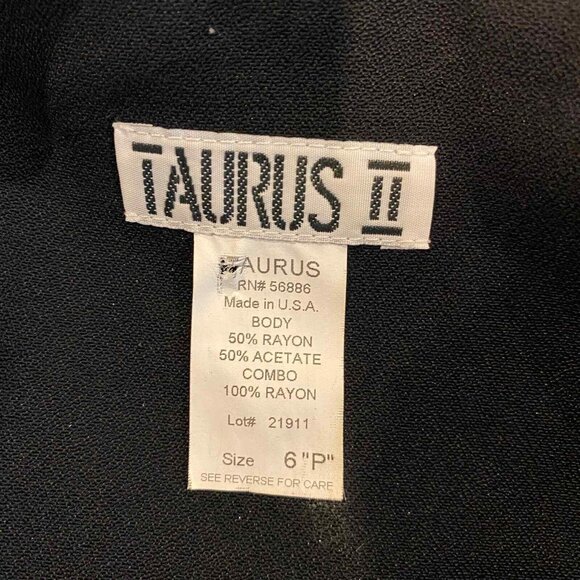 TAURUS II
TAURUS
RN# 56886
Made in U.S.A.
BODY
50% RAYON
50% ACETATE
COMBO
100% RAYON
Lot# 21911
Size 6 "P"
SEE REVERSE FOR CARE